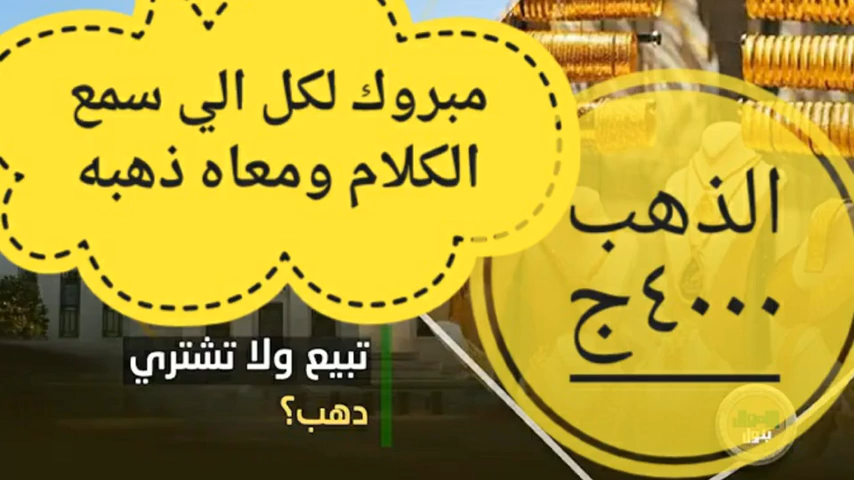 مبروك لكل الي سمع
الكلام ومعاه ذهبه
الذهب
٤٠٠٠ج
تبيع ولا تشتري
دهب؟